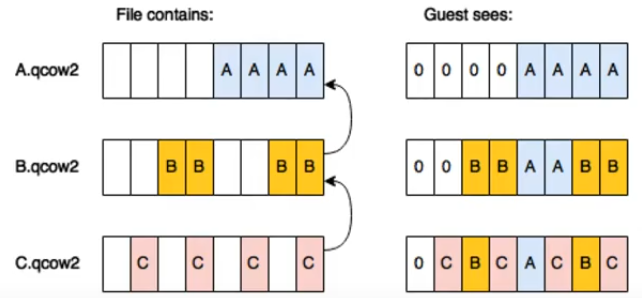 File contains: Guest sees:
A.qcow2 A A A A 0 0 0 0 A A A A
B.qcow2 B B B B 0 0 B B A A B B
C.qcow2 C C C C 0 C B C A C B C